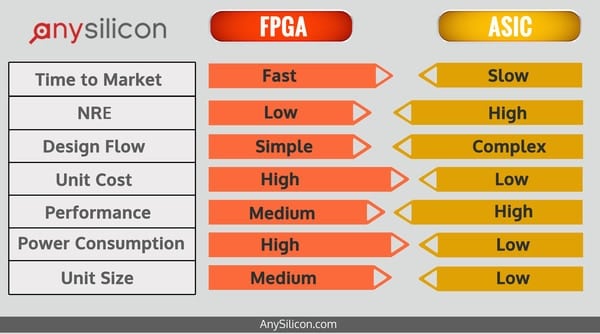 anysilicon FPGA ASIC
Time to Market Fast Slow
NRE Low High
Design Flow Simple Complex
Unit Cost High Low
Performance Medium High
Power Consumption High Low
Unit Size Medium Low
AnySilicon.com